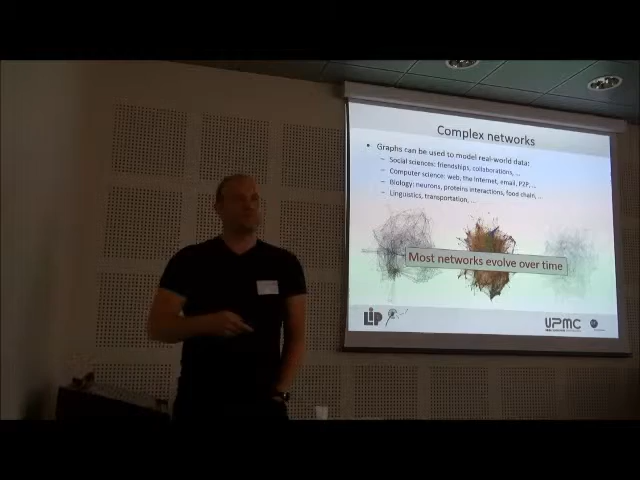 Complex networks
• Graphs can be used to model real-world data:
– Social sciences: friendships, collaborations, ...
– Computer science: web, the Internet, email, P2P, ...
– Biology: neurons, proteins interactions, food chain, ...
– Linguistics, transportation, ...
Most networks evolve over time
LIP
UPMC